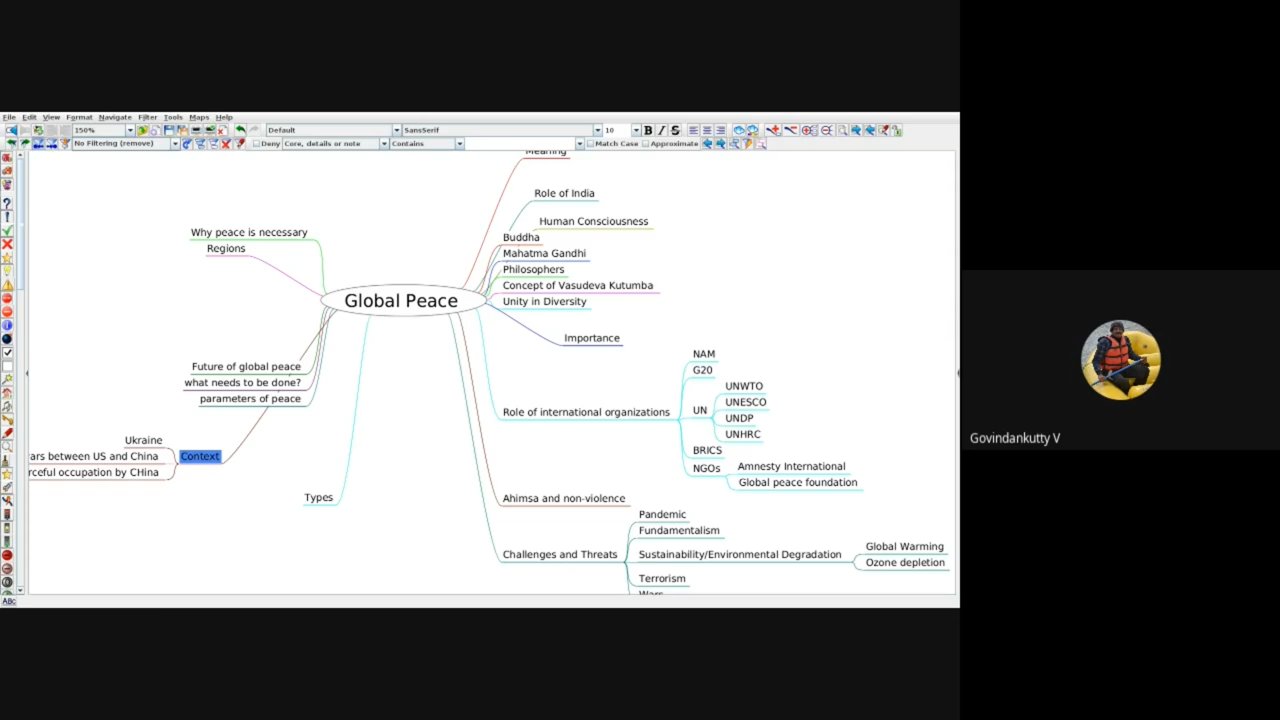 File Edit View Format Navigate Filter Tools Maps Help
150% Default SansSerif 10 B I S
No Filtering (remove) Deny Core, details or note Contains Match Case Approximate
Meaning
Role of India
Human Consciousness
Why peace is necessary
Buddha
Regions
Mahatma Gandhi
Philosophers
Concept of Vasudeva Kutumba
Global Peace
Unity in Diversity
Importance
NAM
Future of global peace
G20
what needs to be done?
UNWTO
parameters of peace
UNESCO
Role of international organizations
UN
UNDP
UNHRC
Ukraine
Govindankutty V
BRICS
ars between US and China
Context
NGOs
Amnesty International
rceful occupation by CHina
Global peace foundation
Types
Ahimsa and non-violence
Pandemic
Fundamentalism
Challenges and Threats
Sustainability/Environmental Degradation
Global Warming
Ozone depletion
Terrorism
Wars
ABC